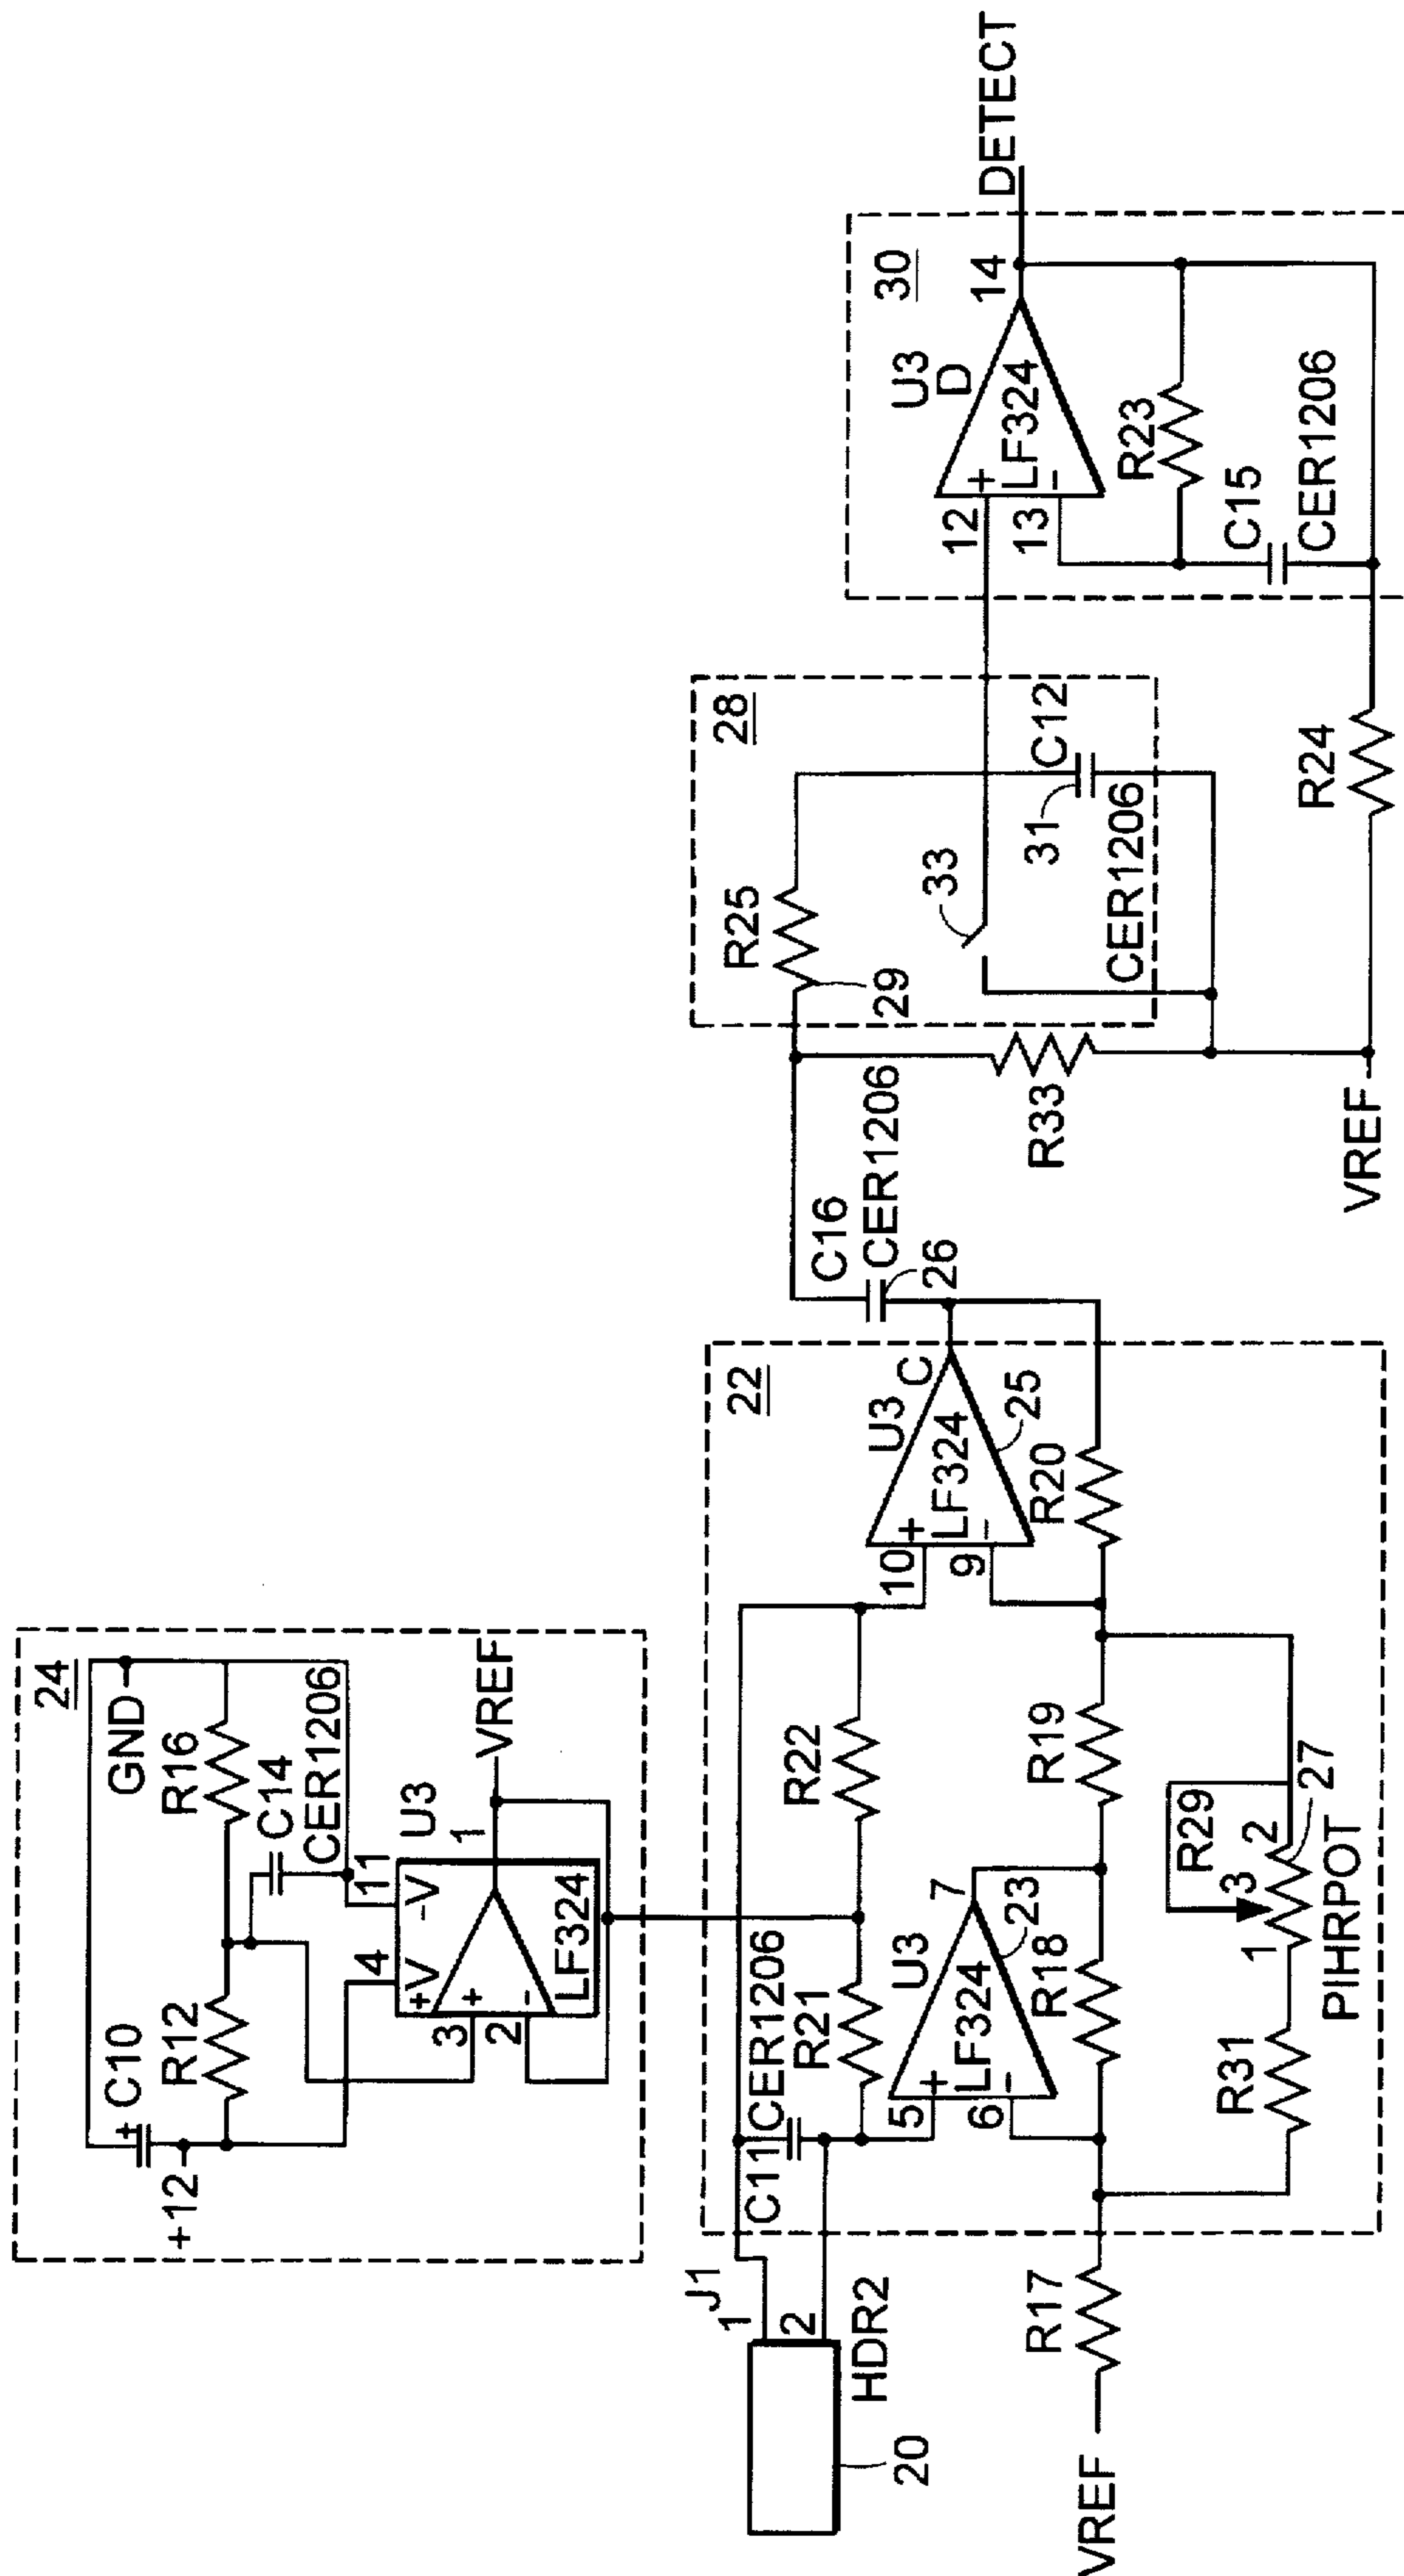 24
C10
+
+12
R12
R16
GND
C14
CER1206
4
11
+V
-V
U3
3
+
2
-
1
LF324
VREF
22
J1
1
2
HDR2
20
C11
CER1206
R21
R22
U3
5
+
6
-
LF324
7
23
R18
R19
VREF
R17
R31
1
3
2
R29
27
PIHRPOT
U3
C
10
+
9
-
LF324
25
R20
C16
CER1206
26
R33
VREF
28
R25
29
33
31
C12
CER1206
R24
30
U3
D
12
+
13
-
LF324
14
DETECT
R23
C15
CER1206